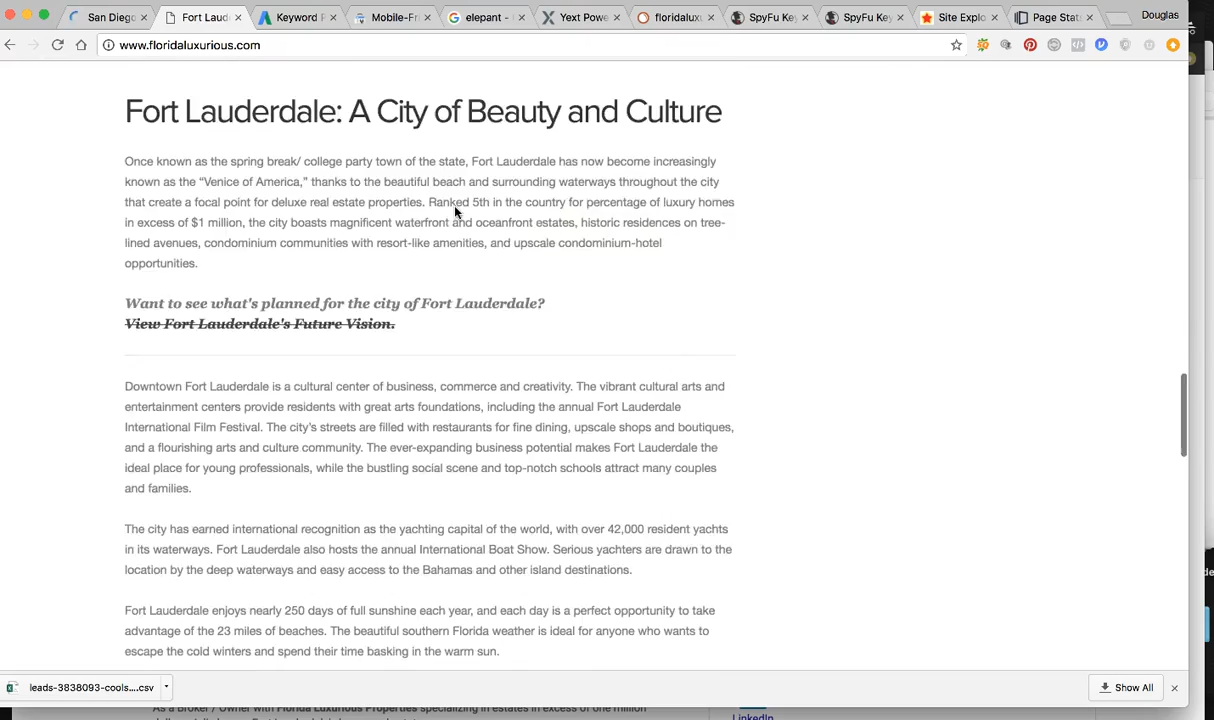 San Diego
Fort Laud
Keyword P
Mobile-Fr
elepant -
Yext Powe
floridalux
SpyFu Key
SpyFu Key
Site Explo
Page Stat
Douglas
www.floridaluxurious.com
Fort Lauderdale: A City of Beauty and Culture
Once known as the spring break/ college party town of the state, Fort Lauderdale has now become increasingly
known as the “Venice of America,” thanks to the beautiful beach and surrounding waterways throughout the city
that create a focal point for deluxe real estate properties. Ranked 5th in the country for percentage of luxury homes
in excess of $1 million, the city boasts magnificent waterfront and oceanfront estates, historic residences on tree-
lined avenues, condominium communities with resort-like amenities, and upscale condominium-hotel
opportunities.
Want to see what's planned for the city of Fort Lauderdale?
View Fort Lauderdale's Future Vision.
Downtown Fort Lauderdale is a cultural center of business, commerce and creativity. The vibrant cultural arts and
entertainment centers provide residents with great arts foundations, including the annual Fort Lauderdale
International Film Festival. The city’s streets are filled with restaurants for fine dining, upscale shops and boutiques,
and a flourishing arts and culture community. The ever-expanding business potential makes Fort Lauderdale the
ideal place for young professionals, while the bustling social scene and top-notch schools attract many couples
and families.
The city has earned international recognition as the yachting capital of the world, with over 42,000 resident yachts
in its waterways. Fort Lauderdale also hosts the annual International Boat Show. Serious yachters are drawn to the
location by the deep waterways and easy access to the Bahamas and other island destinations.
Fort Lauderdale enjoys nearly 250 days of full sunshine each year, and each day is a perfect opportunity to take
advantage of the 23 miles of beaches. The beautiful southern Florida weather is ideal for anyone who wants to
escape the cold winters and spend their time basking in the warm sun.
leads-3838093-cools....csv
Show All
As a Broker / Owner with Florida Luxurious Properties specializing in estates in excess of one million
LinkedIn